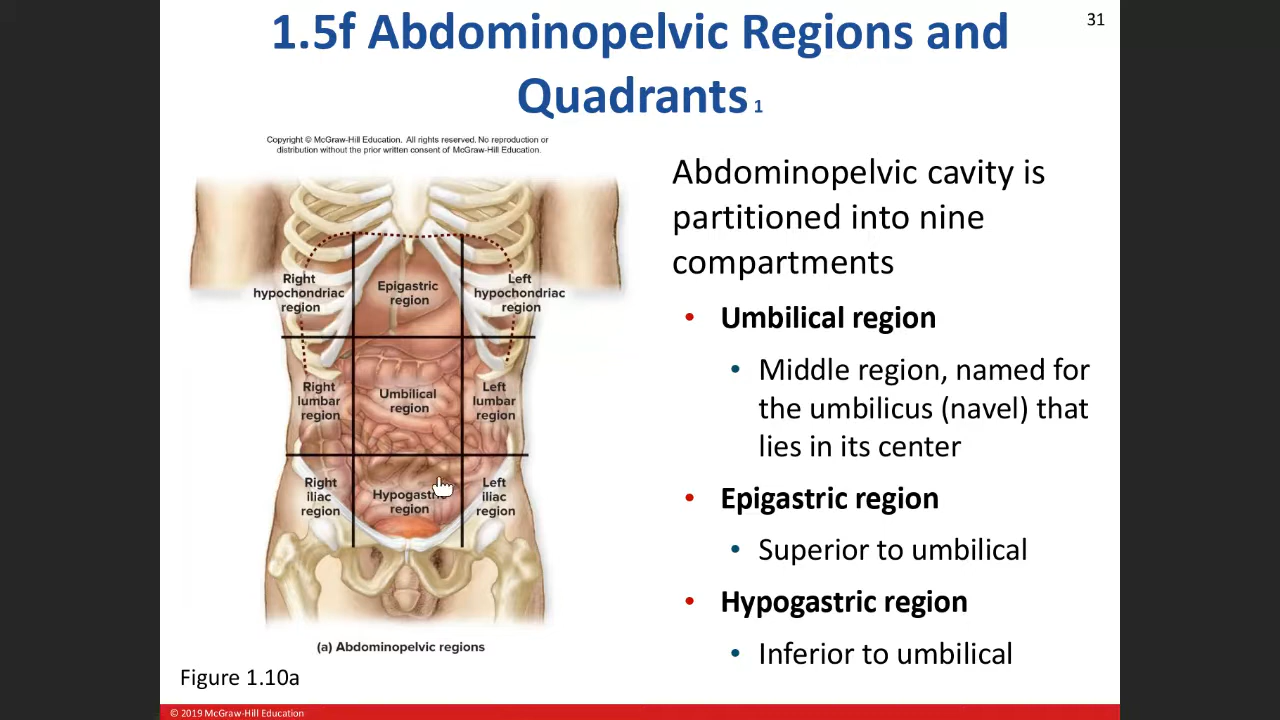 31
1.5f Abdominopelvic Regions and
Quadrants 1
Copyright © McGraw-Hill Education. All rights reserved. No reproduction or
distribution without the prior written consent of McGraw-Hill Education.
Right
hypochondriac
region
Epigastric
region
Left
hypochondriac
region
Right
lumbar
region
Umbilical
region
Left
lumbar
region
Right
iliac
region
Hypogastric
region
Left
iliac
region
(a) Abdominopelvic regions
Figure 1.10a
Abdominopelvic cavity is
partitioned into nine
compartments
• Umbilical region
• Middle region, named for
the umbilicus (navel) that
lies in its center
• Epigastric region
• Superior to umbilical
• Hypogastric region
• Inferior to umbilical
© 2019 McGraw-Hill Education